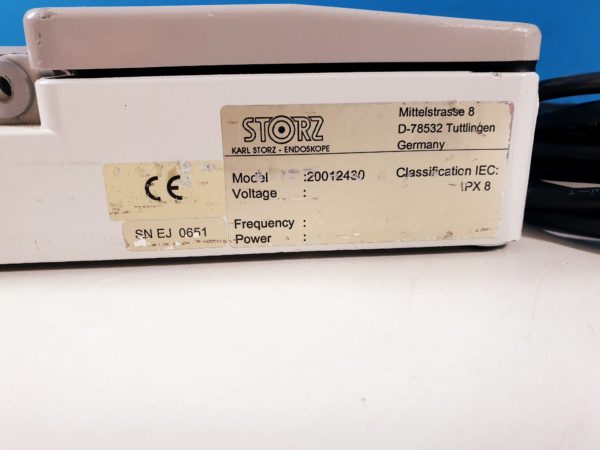 STORZ
KARL STORZ - ENDOSKOPE
Mittelstrasse 8
D-78532 Tuttlingen
Germany
Model :20012430
Voltage :
Classification IEC:
IPX 8
Frequency :
Power :
CE
SN EJ 0651